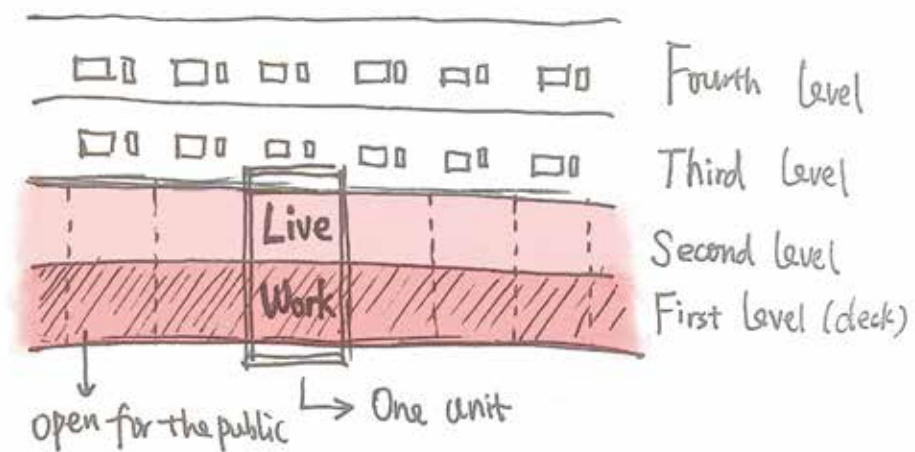 Fourth level
Third level
Live
Second level
Work
First level (deck)
One unit
open for the public